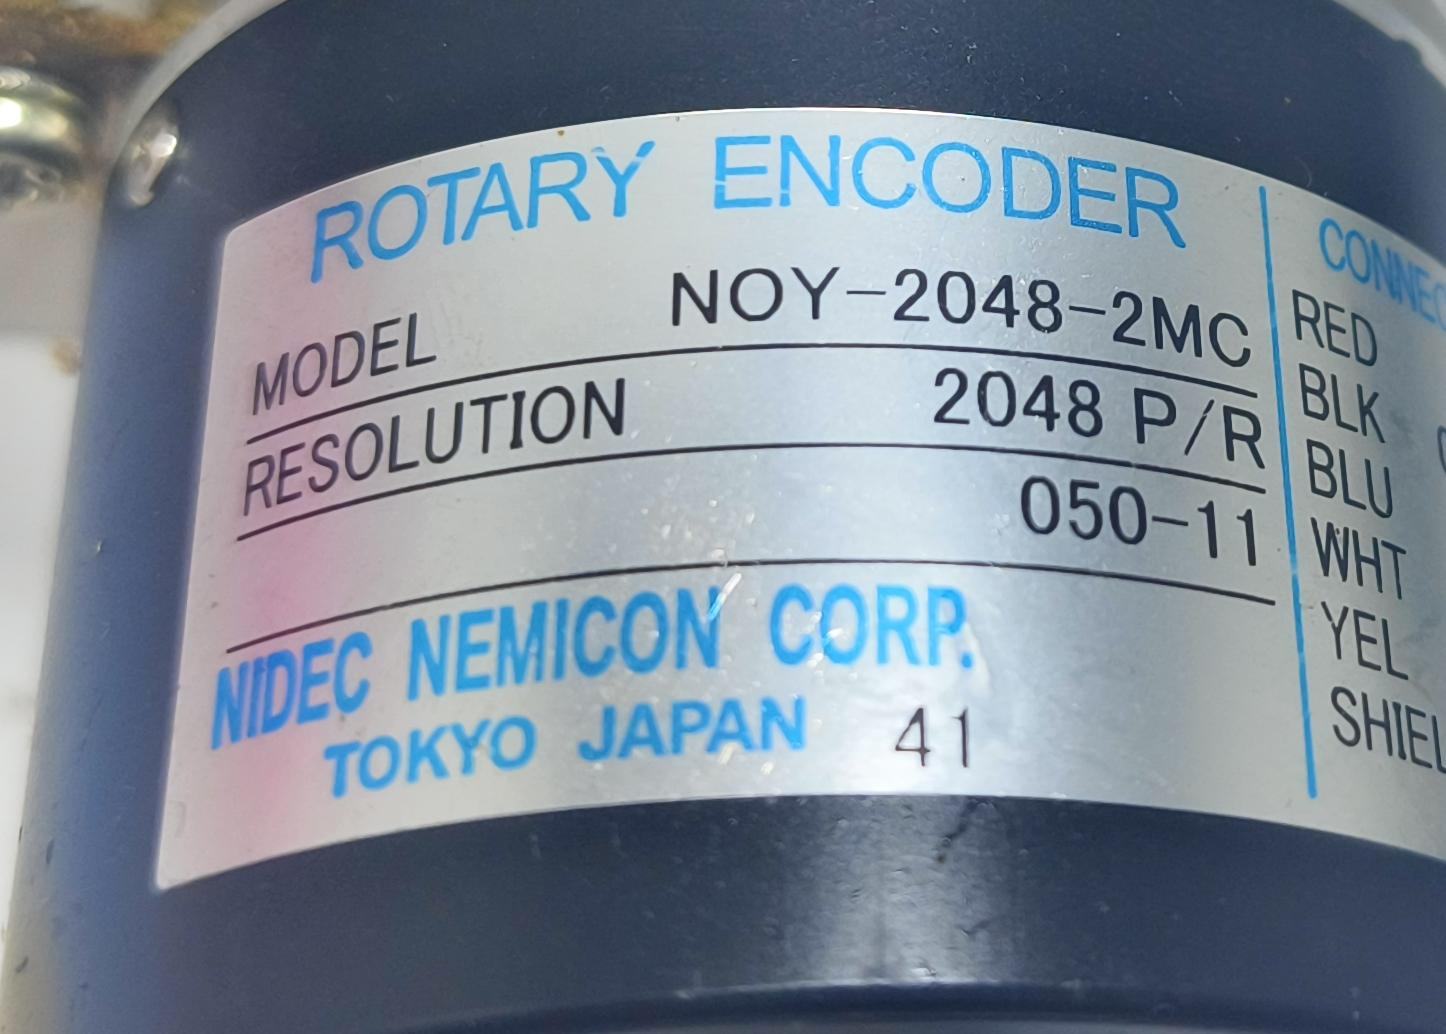 ROTARY ENCODER
MODEL NOY-2048-2MC
RESOLUTION 2048 P/R
050-11
NIDEC NEMICON CORP.
TOKYO JAPAN 41
RED
BLK
BLU
WHT
YEL